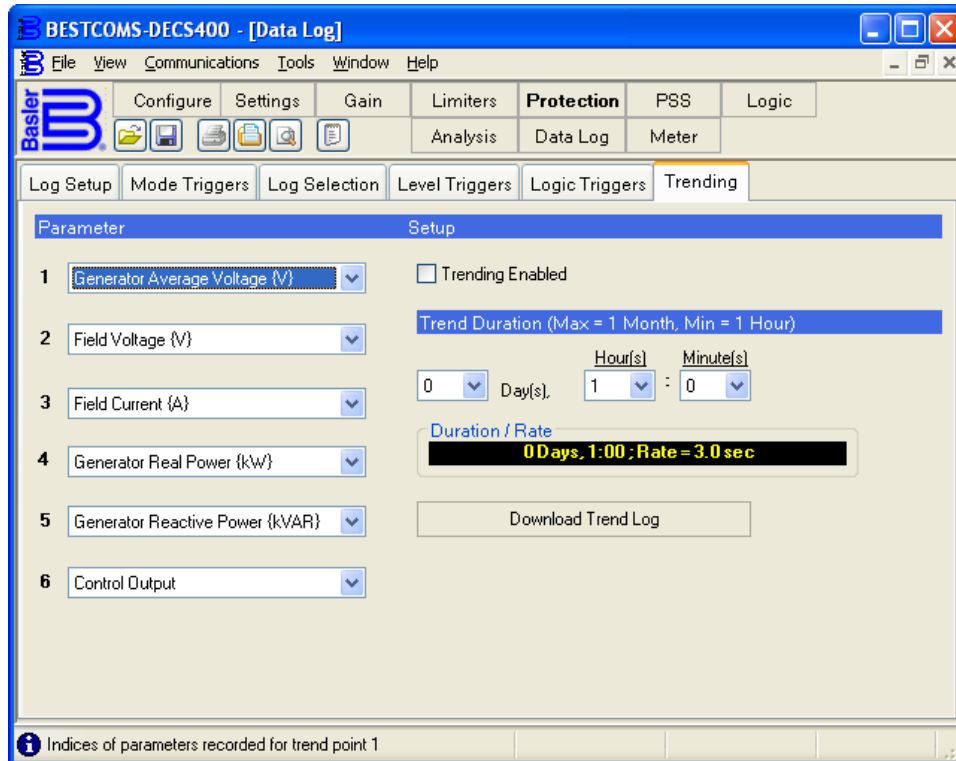 BESTCOMS-DECS400 - [Data Log]
File View Communications Tools Window Help
Basler
Configure Settings Gain Limiters Protection PSS Logic
Analysis Data Log Meter
Log Setup Mode Triggers Log Selection Level Triggers Logic Triggers Trending
Parameter Setup
1 Generator Average Voltage {V}
Trending Enabled
2 Field Voltage {V}
Trend Duration (Max = 1 Month, Min = 1 Hour)
Hour(s) Minute(s)
0 Day(s), 1 : 0
3 Field Current {A}
Duration / Rate
0 Days, 1:00 ; Rate = 3.0 sec
4 Generator Real Power {kW}
5 Generator Reactive Power {kVAR}
Download Trend Log
6 Control Output
Indices of parameters recorded for trend point 1